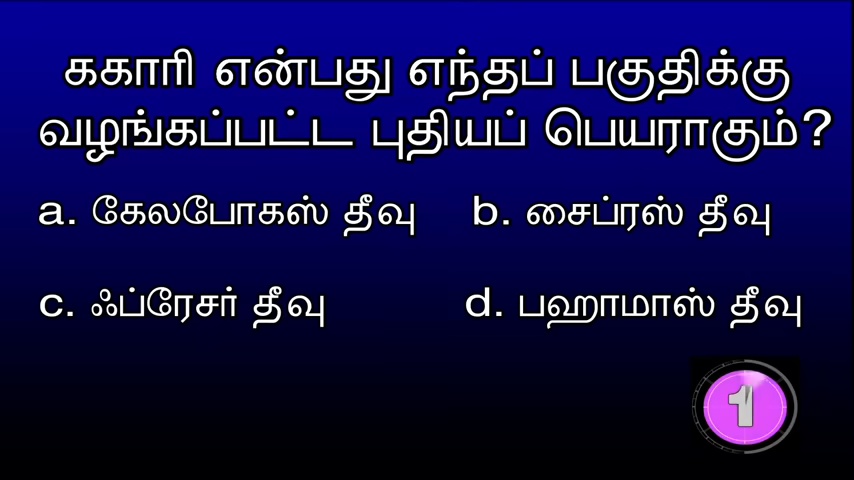 ககாரி என்பது எந்தப் பகுதிக்கு
வழங்கப்பட்ட புதியப் பெயராகும்?
a. கேலபோகஸ் தீவு b. சைப்ரஸ் தீவு
c. ஃப்ரேசர் தீவு d. பஹாமாஸ் தீவு
1